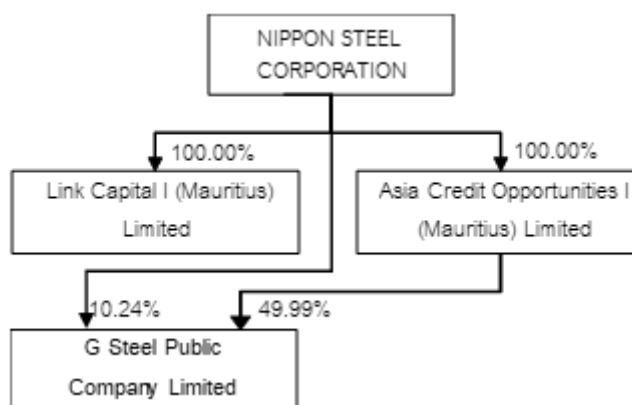 NIPPON STEEL
CORPORATION
100.00%
100.00%
Link Capital I (Mauritius)
Limited
Asia Credit Opportunities I
(Mauritius) Limited
10.24%
49.99%
G Steel Public
Company Limited